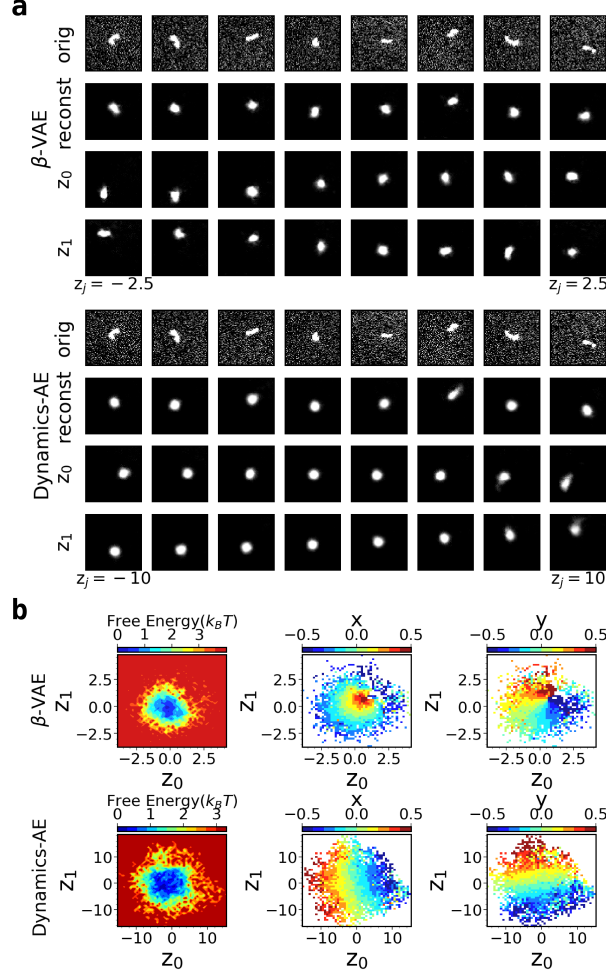 a
β-VAE
orig
reconst
z₀
z₁
zⱼ = −2.5
zⱼ = 2.5
Dynamics-AE
orig
reconst
z₀
z₁
zⱼ = −10
zⱼ = 10
b
β-VAE
Free Energy(k_BT)
0 1 2 3
z₁
2.5
0.0
−2.5
−2.5 0.0 2.5
z₀
x
−0.5 0.0 0.5
z₁
2.5
0.0
−2.5
−2.5 0.0 2.5
z₀
y
−0.5 0.0 0.5
z₁
2.5
0.0
−2.5
−2.5 0.0 2.5
z₀
Dynamics-AE
Free Energy(k_BT)
0 1 2 3
z₁
10
0
−10
−10 0 10
z₀
x
−0.5 0.0 0.5
z₁
10
0
−10
−10 0 10
z₀
y
−0.5 0.0 0.5
z₁
10
0
−10
−10 0 10
z₀